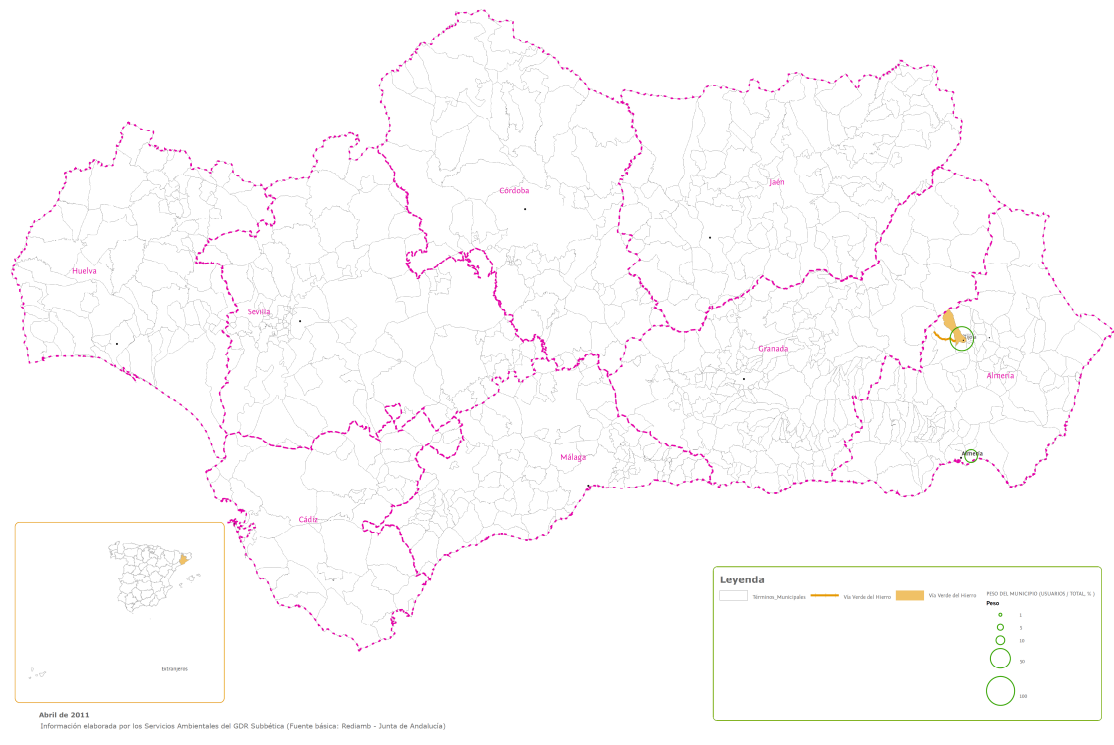 Córdoba
Jaén
Huelva
Sevilla
Granada
Almería
Almería
Málaga
Cádiz
Extranjeros
Leyenda
Términos_Municipales
Vía Verde del Hierro
Vía Verde del Hierro
PESO DEL MUNICIPIO (USUARIOS / TOTAL, % )
Peso
1
5
10
50
100
Abril de 2011
Información elaborada por los Servicios Ambientales del GDR Subbética (Fuente básica: Rediamb - Junta de Andalucía)